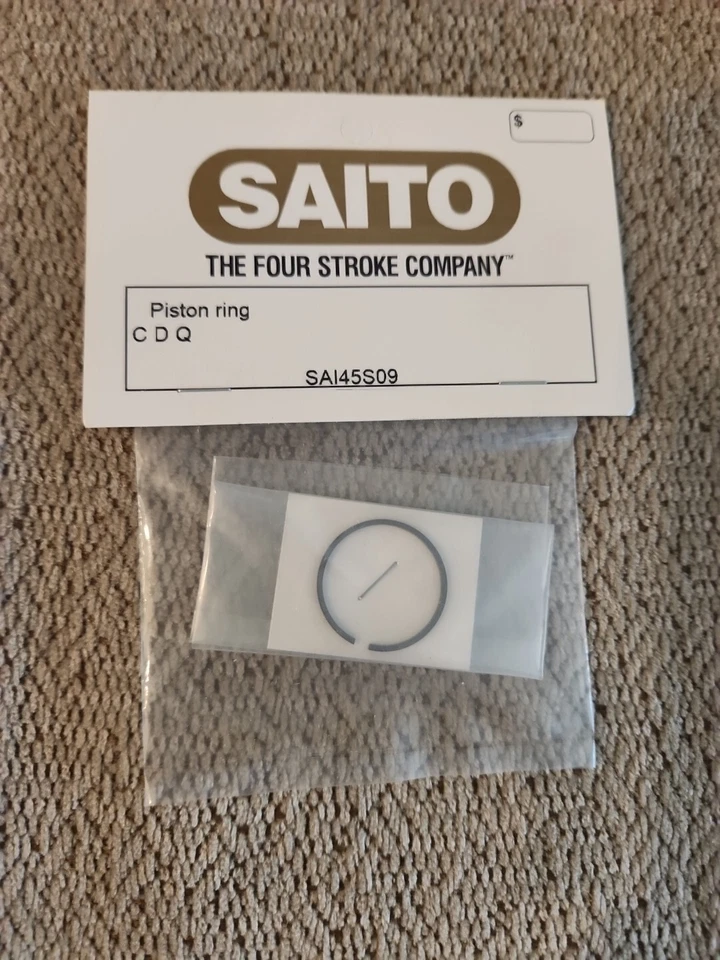 $
SAITO
THE FOUR STROKE COMPANY™
Piston ring
C D Q
SAI45S09